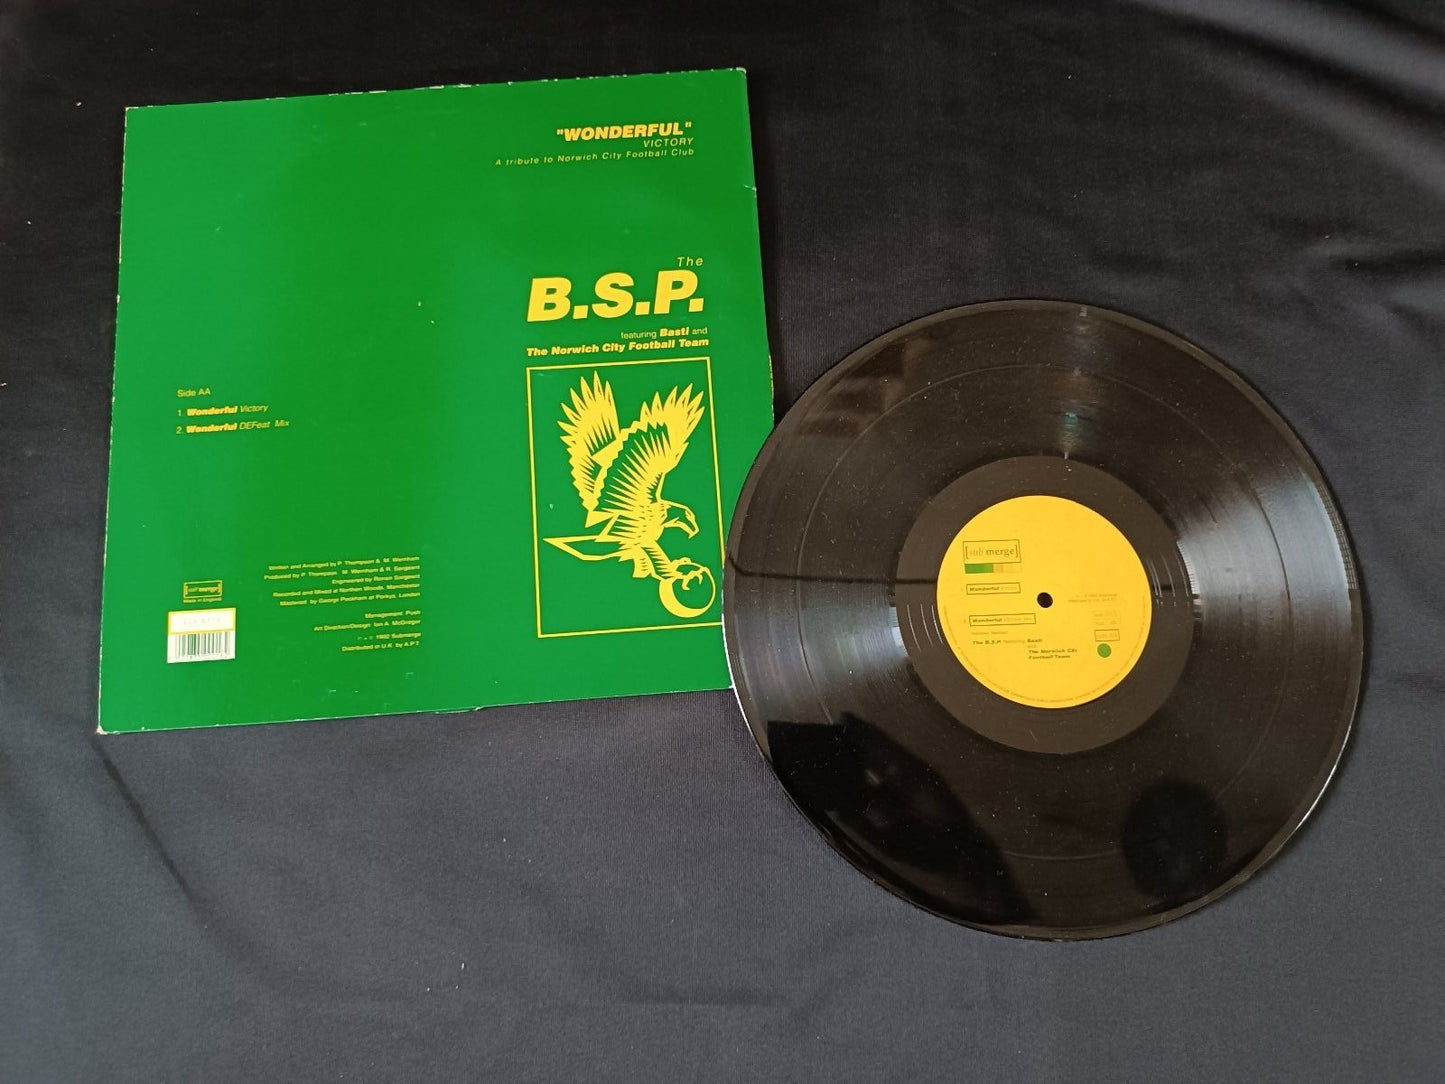 "WONDERFUL"
VICTORY
A tribute to Norwich City Football Club
The
B.S.P.
featuring Basti and
The Norwich City Football Team
Side AA
1 Wonderful Victory
2 Wonderful DEFeat Mix
Written and Arranged by P. Thompson & M. Wernham
Produced by P. Thompson, M. Wernham & R. Sargeant
Engineered by Ronan Sargeant
Recorded and Mixed at Northen Woods, Manchester
Mastered by George Peckham at Porkys, London
Management Push
Art Direction/Design Ian A McGregor
1992 Submerge
Distributed in U.K. by A.P.T
[sub merge]
Made in England
[sub merge]
Wonderful
Wonderful
The B.S.P. featuring Basti
and
The Norwich City
Football Team